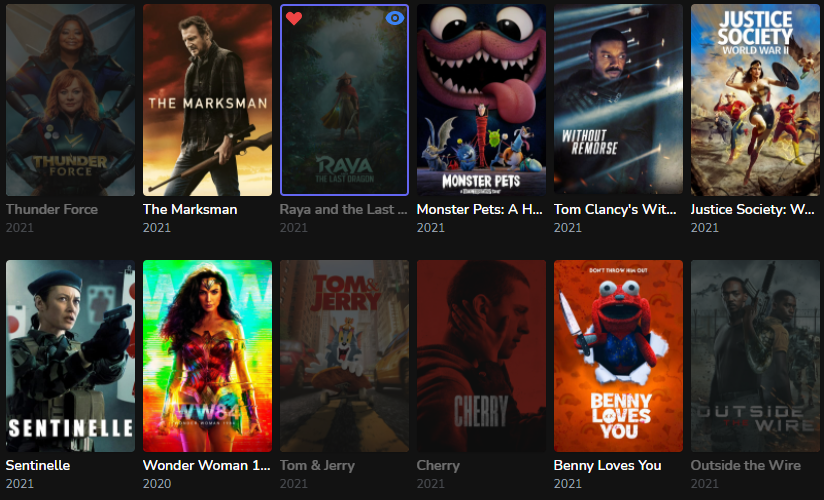 THUNDER
FORCE
THE MARKSMAN
RAYA
THE LAST DRAGON
MONSTER PETS
WITHOUT
REMORSE
JUSTICE
SOCIETY
WORLD WAR II
Thunder Force
The Marksman
Raya and the Last ...
Monster Pets: A H...
Tom Clancy's Wit...
Justice Society: W...
2021
2021
2021
2021
2021
2021
SENTINELLE
WW84
WONDER WOMAN 1984
TOM&
JERRY
CHERRY
DON'T THROW HIM OUT
BENNY
LOVES
YOU
OUTSIDE
THE WIRE
Sentinelle
Wonder Woman 1...
Tom & Jerry
Cherry
Benny Loves You
Outside the Wire
2021
2020
2021
2021
2021
2021